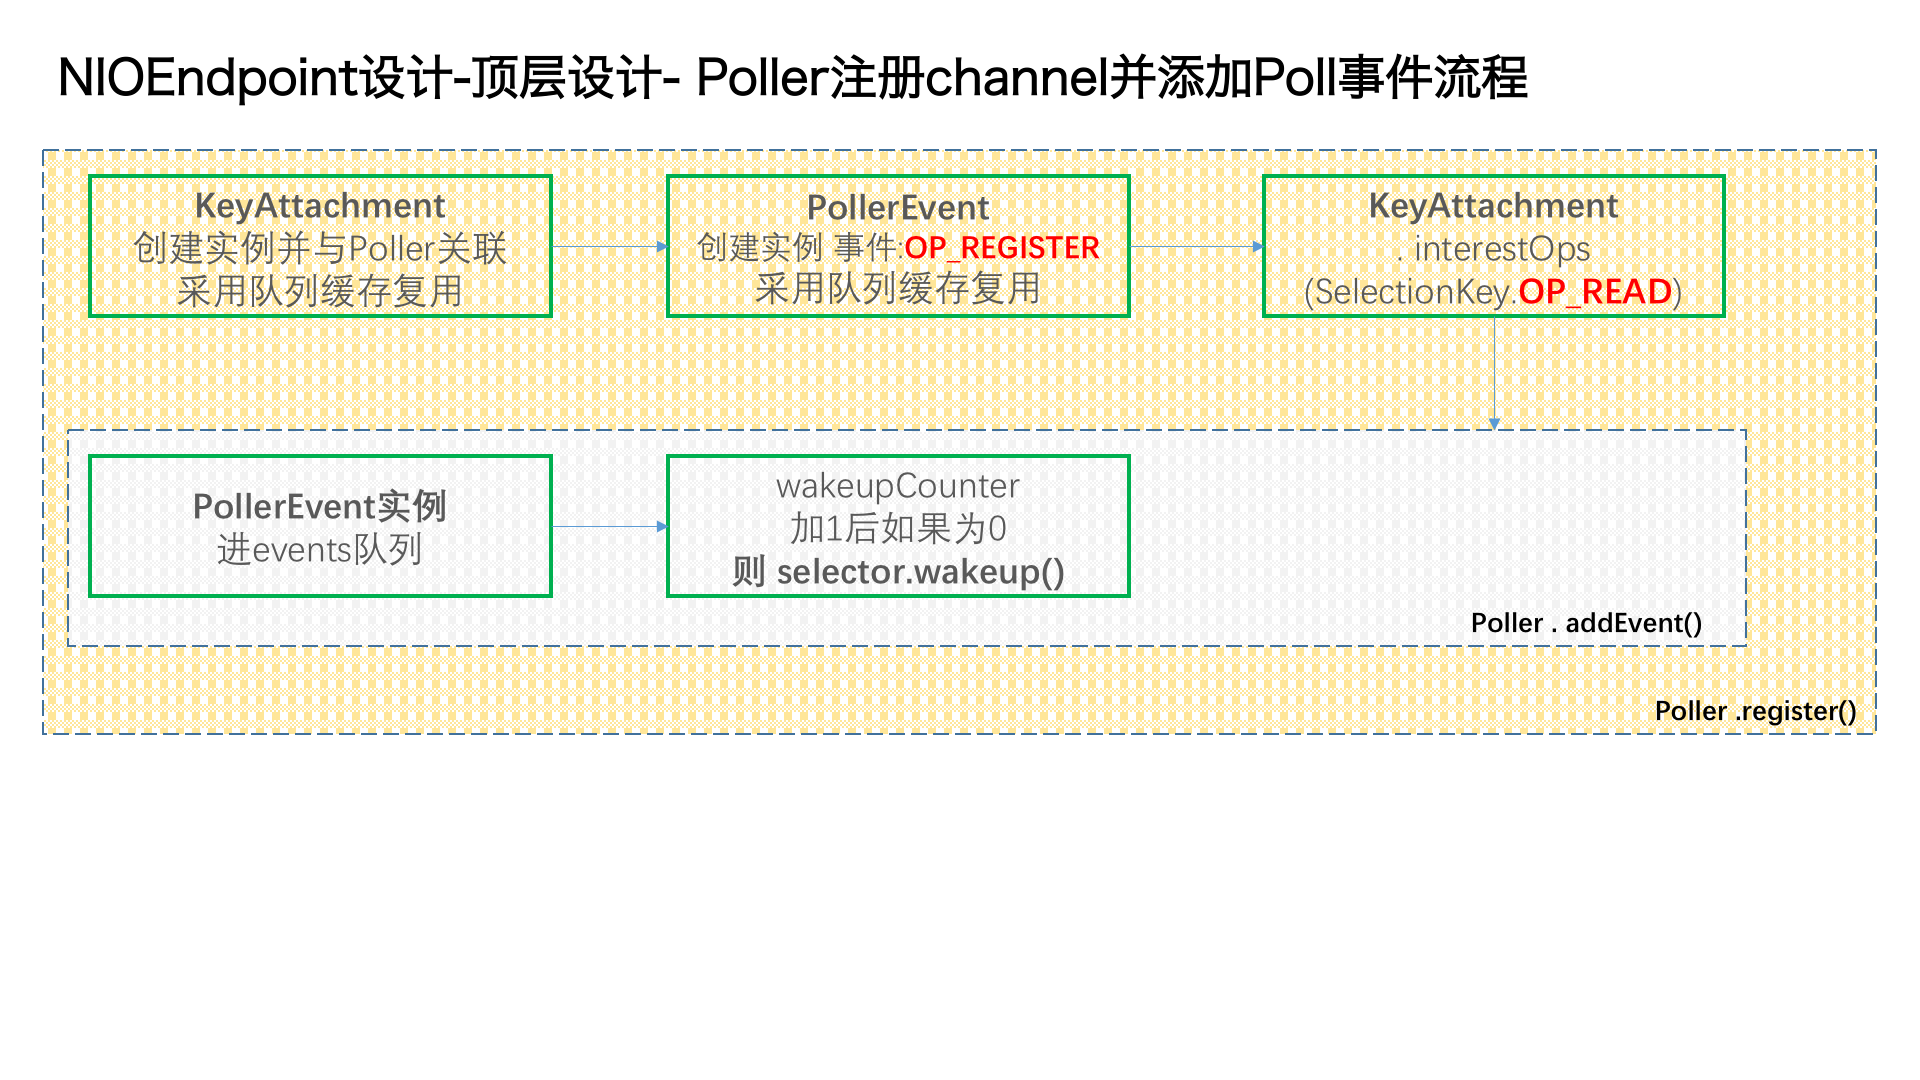 NIOEndpoint设计-顶层设计- Poller注册channel并添加Poll事件流程
KeyAttachment
创建实例并与Poller关联
采用队列缓存复用
PollerEvent
创建实例 事件:OP_REGISTER
采用队列缓存复用
KeyAttachment
. interestOps
(SelectionKey.OP_READ)
PollerEvent实例
进events队列
wakeupCounter
加1后如果为0
则 selector.wakeup()
Poller . addEvent()
Poller .register()